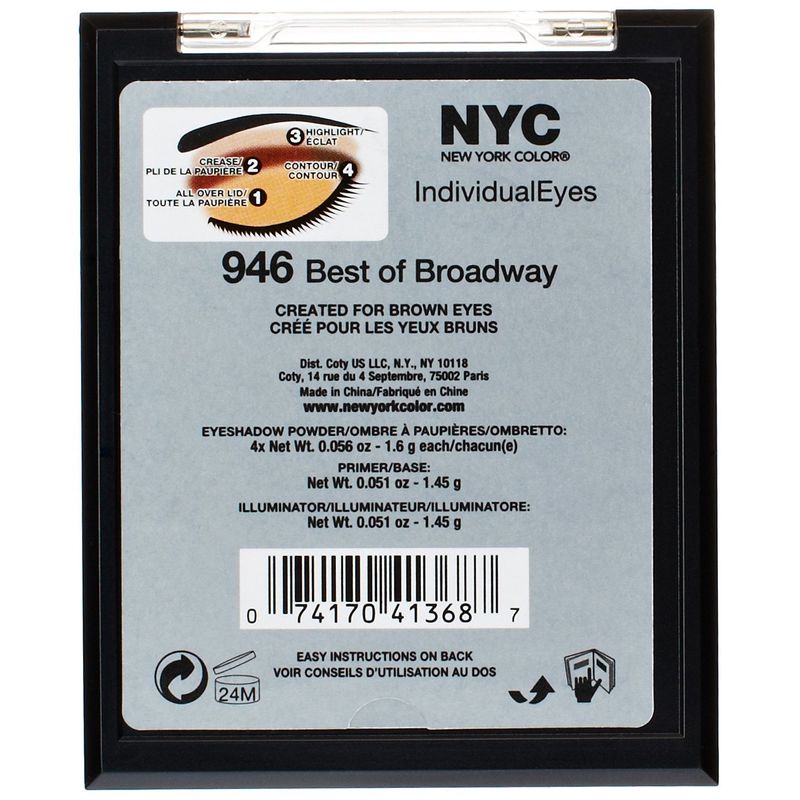 3 HIGHLIGHT/
ÉCLAT
CREASE/
PLI DE LA PAUPIÈRE 2
CONTOUR/
CONTOUR 4
ALL OVER LID/
TOUTE LA PAUPIÈRE 1
NYC
NEW YORK COLOR®
IndividualEyes
946 Best of Broadway
CREATED FOR BROWN EYES
CRÉÉ POUR LES YEUX BRUNS
Dist. Coty US LLC, N.Y., NY 10118
Coty, 14 rue du 4 Septembre, 75002 Paris
Made in China/Fabriqué en Chine
www.newyorkcolor.com
EYESHADOW POWDER/OMBRE À PAUPIÈRES/OMBRETTO:
4x Net Wt. 0.056 oz - 1.6 g each/chacun(e)
PRIMER/BASE:
Net Wt. 0.051 oz - 1.45 g
ILLUMINATOR/ILLUMINATEUR/ILLUMINATORE:
Net Wt. 0.051 oz - 1.45 g
0 74170 41368 7
EASY INSTRUCTIONS ON BACK
VOIR CONSEILS D'UTILISATION AU DOS
24M